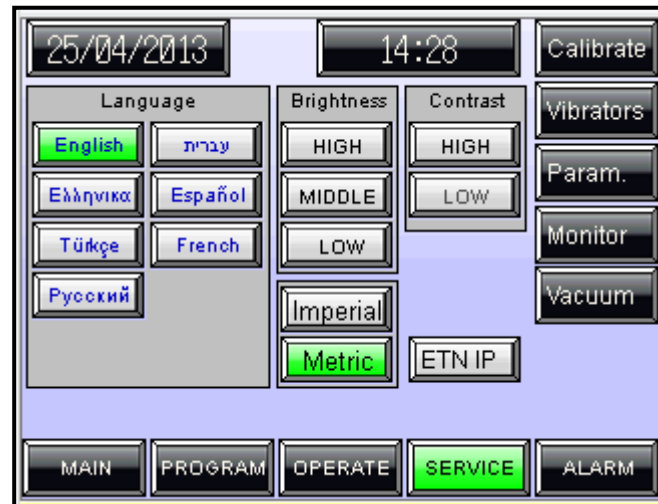 25/04/2013
14:28
Calibrate
Language
Brightness
Contrast
Vibrators
English
עברית
HIGH
HIGH
Ελληνικα
Español
MIDDLE
LOW
Param.
Türkçe
French
LOW
Monitor
Русский
Imperial
Vacuum
Metric
ETN IP
MAIN
PROGRAM
OPERATE
SERVICE
ALARM